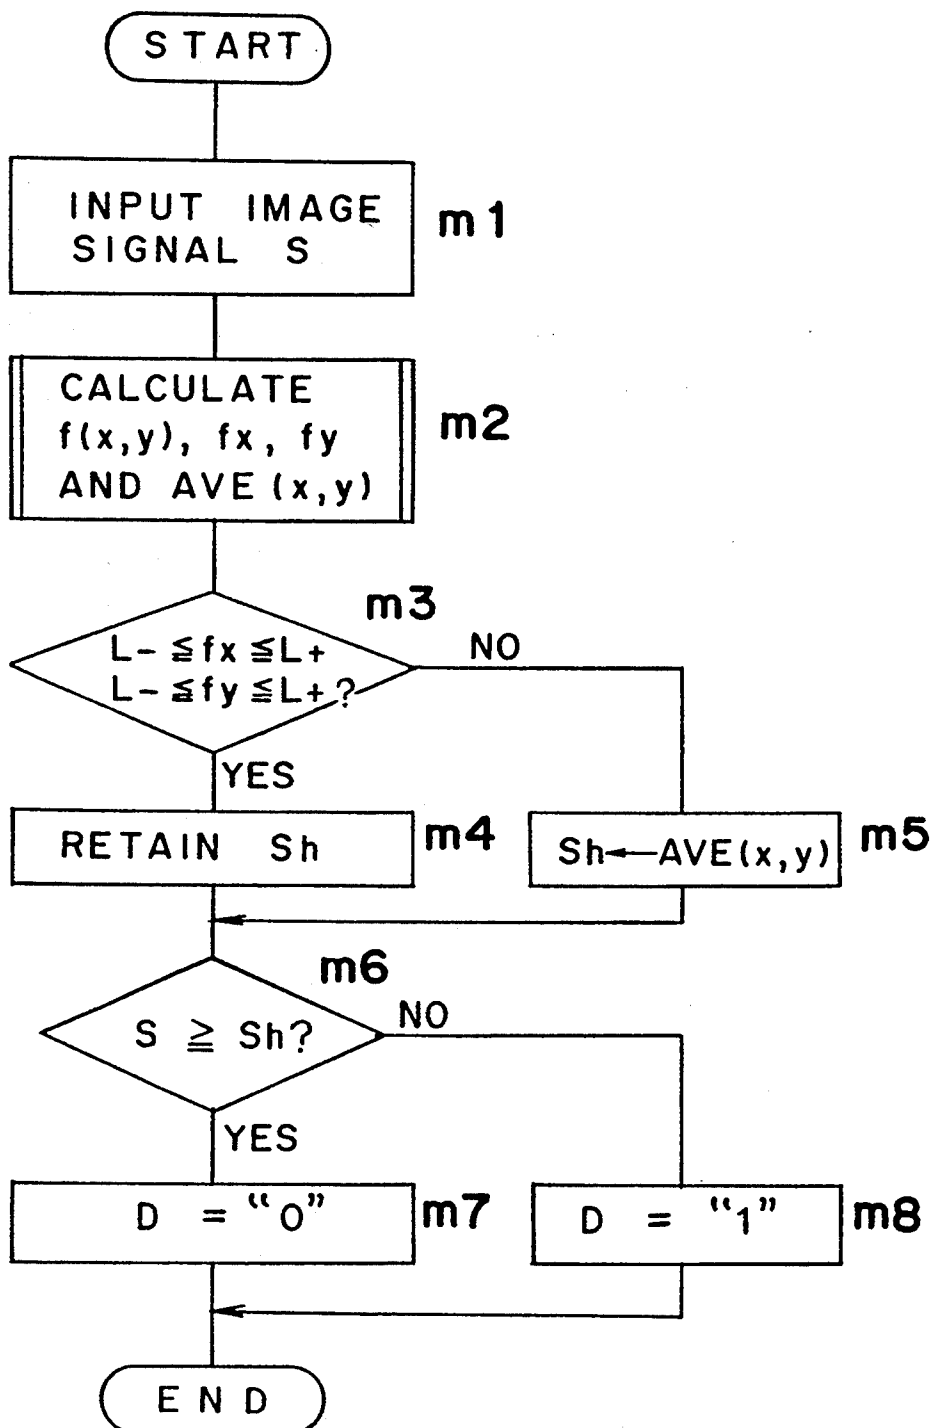 START
INPUT IMAGE
SIGNAL S
m1
CALCULATE
f(x,y), fx, fy
AND AVE(x,y)
m2
m3
L- ≦ fx ≦ L+
L- ≦ fy ≦ L+?
NO
YES
RETAIN Sh
m4
Sh←AVE(x,y)
m5
m6
S ≧ Sh?
NO
YES
D = “0”
m7
D = “1”
m8
END